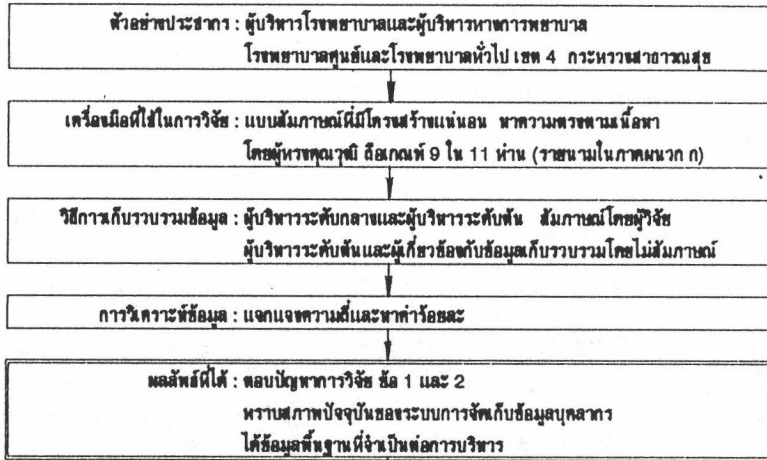 ตัวอย่างประชากร : ผู้บริหารโรงพยาบาลและผู้บริหารทางการพยาบาล
โรงพยาบาลศูนย์และโรงพยาบาลทั่วไป เขต 4 กระทรวงสาธารณสุข
เครื่องมือที่ใช้ในการวิจัย : แบบสัมภาษณ์ที่มีโครงสร้างแน่นอน หาความตรงตามเนื้อหา
โดยผู้ทรงคุณวุฒิ ถือเกณฑ์ 9 ใน 11 ท่าน (รายนามในภาคผนวก ก)
วิธีการเก็บรวบรวมข้อมูล : ผู้บริหารระดับกลางและผู้บริหารระดับต้น สัมภาษณ์โดยผู้วิจัย
ผู้บริหารระดับต้นและผู้เกี่ยวข้องกับข้อมูลเก็บรวบรวมโดยไม่สัมภาษณ์
การวิเคราะห์ข้อมูล : แจกแจงความถี่และหาค่าร้อยละ
ผลลัพธ์ที่ได้ : ตอบปัญหาการวิจัย ข้อ 1 และ 2
ทราบสภาพปัจจุบันของระบบการจัดเก็บข้อมูลบุคลากร
ได้ข้อมูลพื้นฐานที่จำเป็นต่อการบริหาร